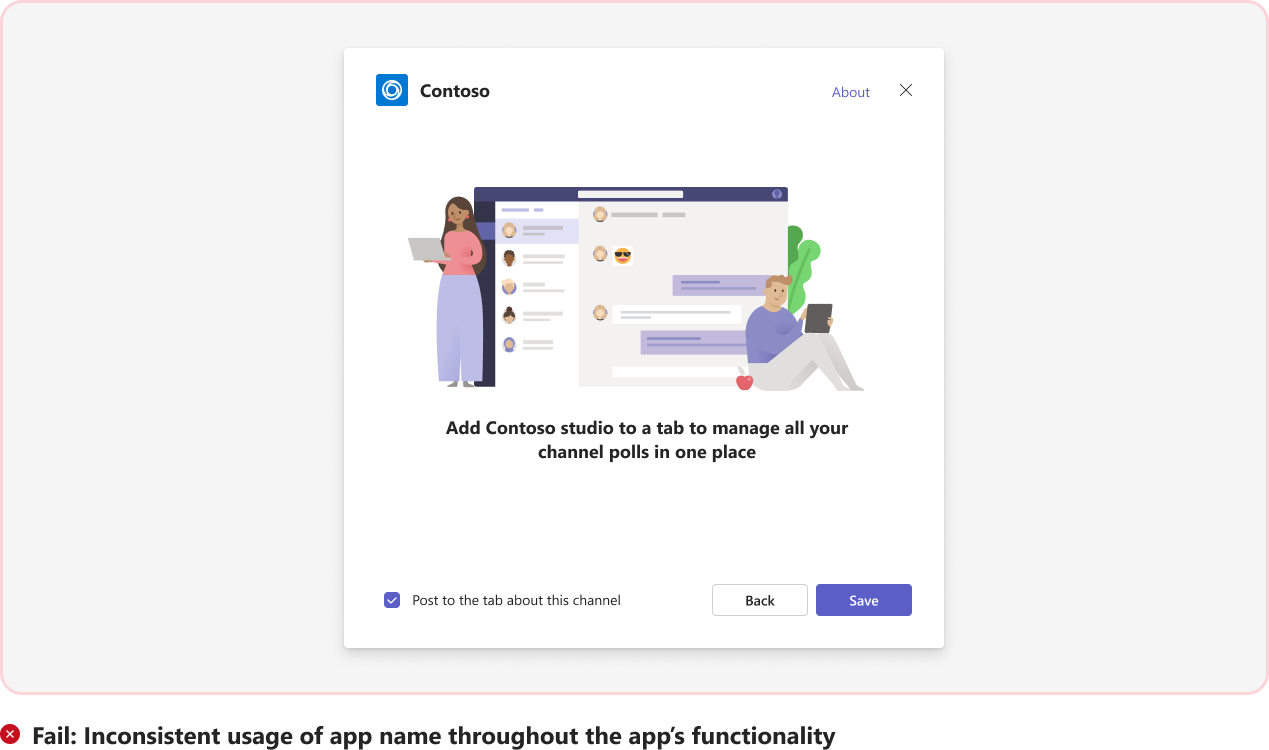 Contoso
About
Add Contoso studio to a tab to manage all your
channel polls in one place
Post to the tab about this channel
Back
Save
Fail: Inconsistent usage of app name throughout the app’s functionality